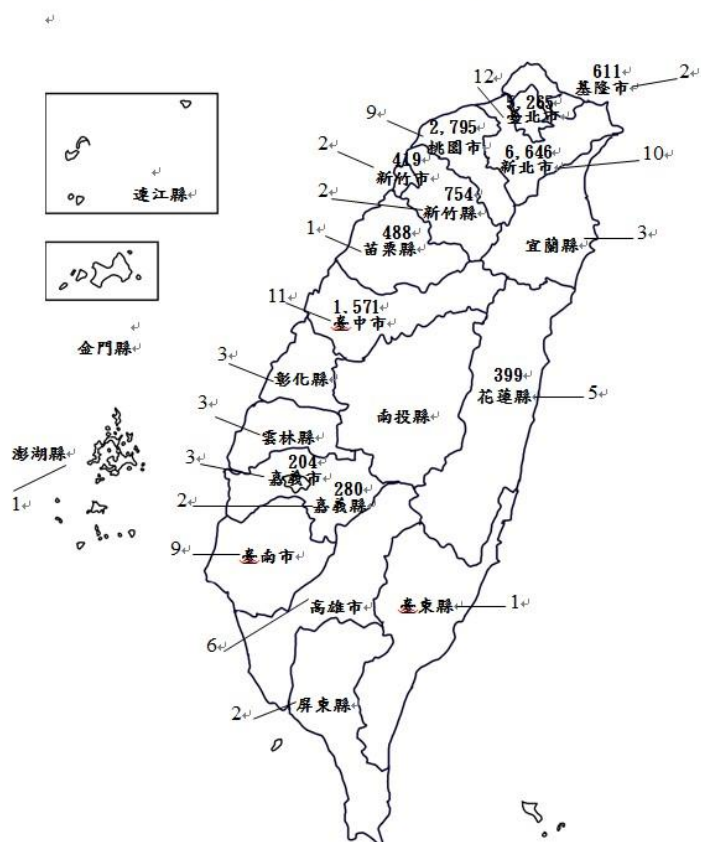 611
12
2
基隆市
5,265
臺北市
9
2,795
桃園市
6,646
新北市
10
2
419
新竹市
2
754
新竹縣
連江縣
1
488
苗栗縣
宜蘭縣
3
11
1,571
臺中市
金門縣
3
彰化縣
399
花蓮縣
5
南投縣
3
雲林縣
澎湖縣
1
3
204
嘉義市
2
280
嘉義縣
9
臺南市
高雄市
6
臺東縣
1
2
屏東縣